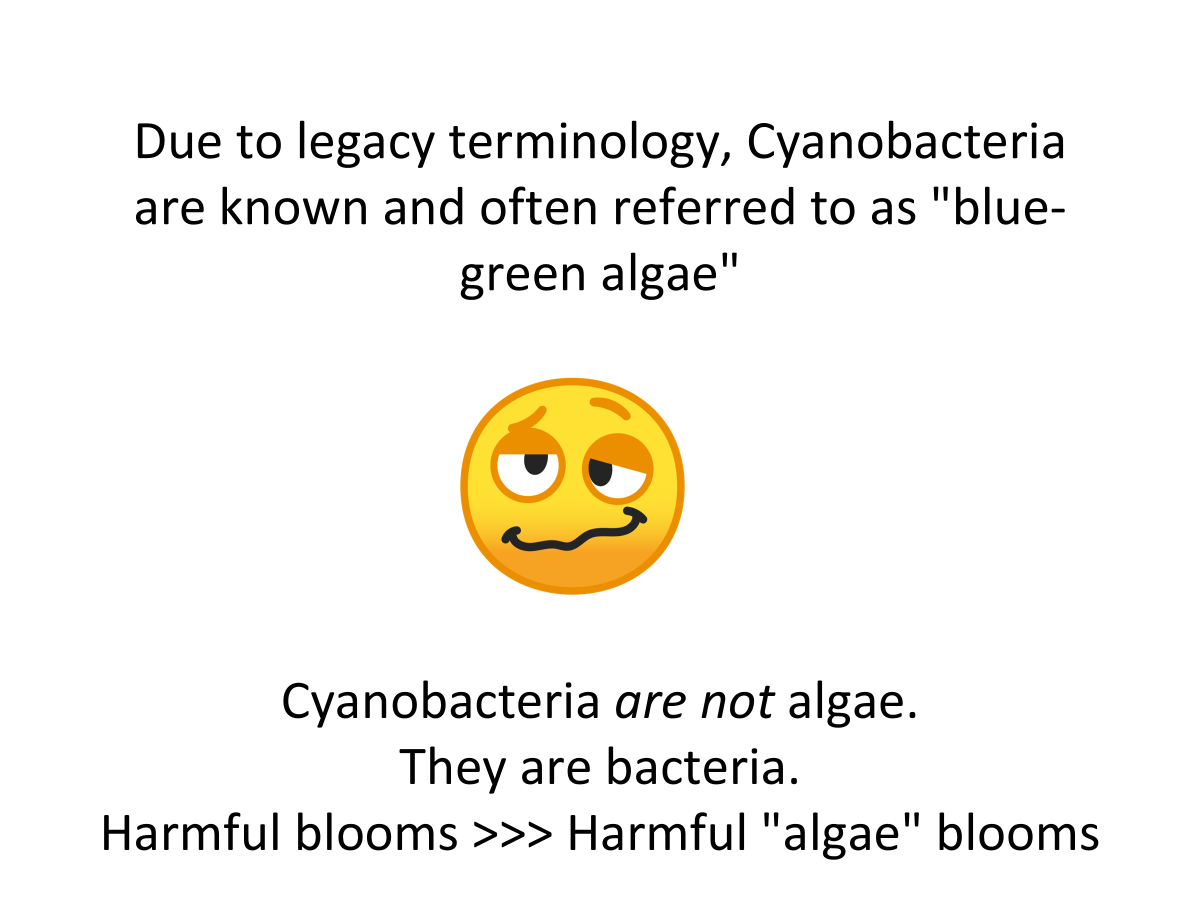 Due to legacy terminology, Cyanobacteria
are known and often referred to as "blue-
green algae"
Cyanobacteria are not algae.
They are bacteria.
Harmful blooms >>> Harmful "algae" blooms